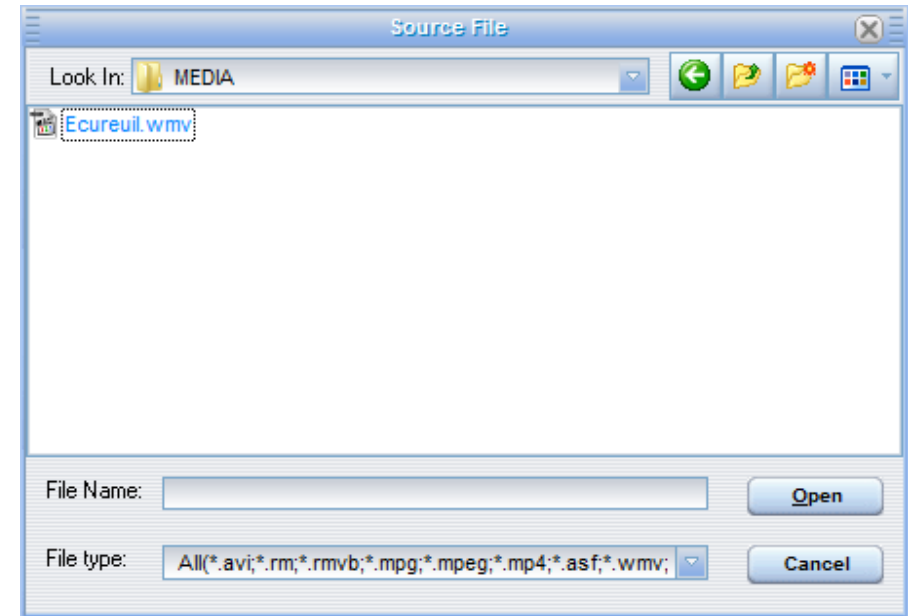 Source File
Look In: MEDIA
Ecureuil.wmv
File Name:
Open
File type: All(*.avi;*.rm;*.rmvb;*.mpg;*.mpeg;*.mp4;*.asf;*.wmv;
Cancel